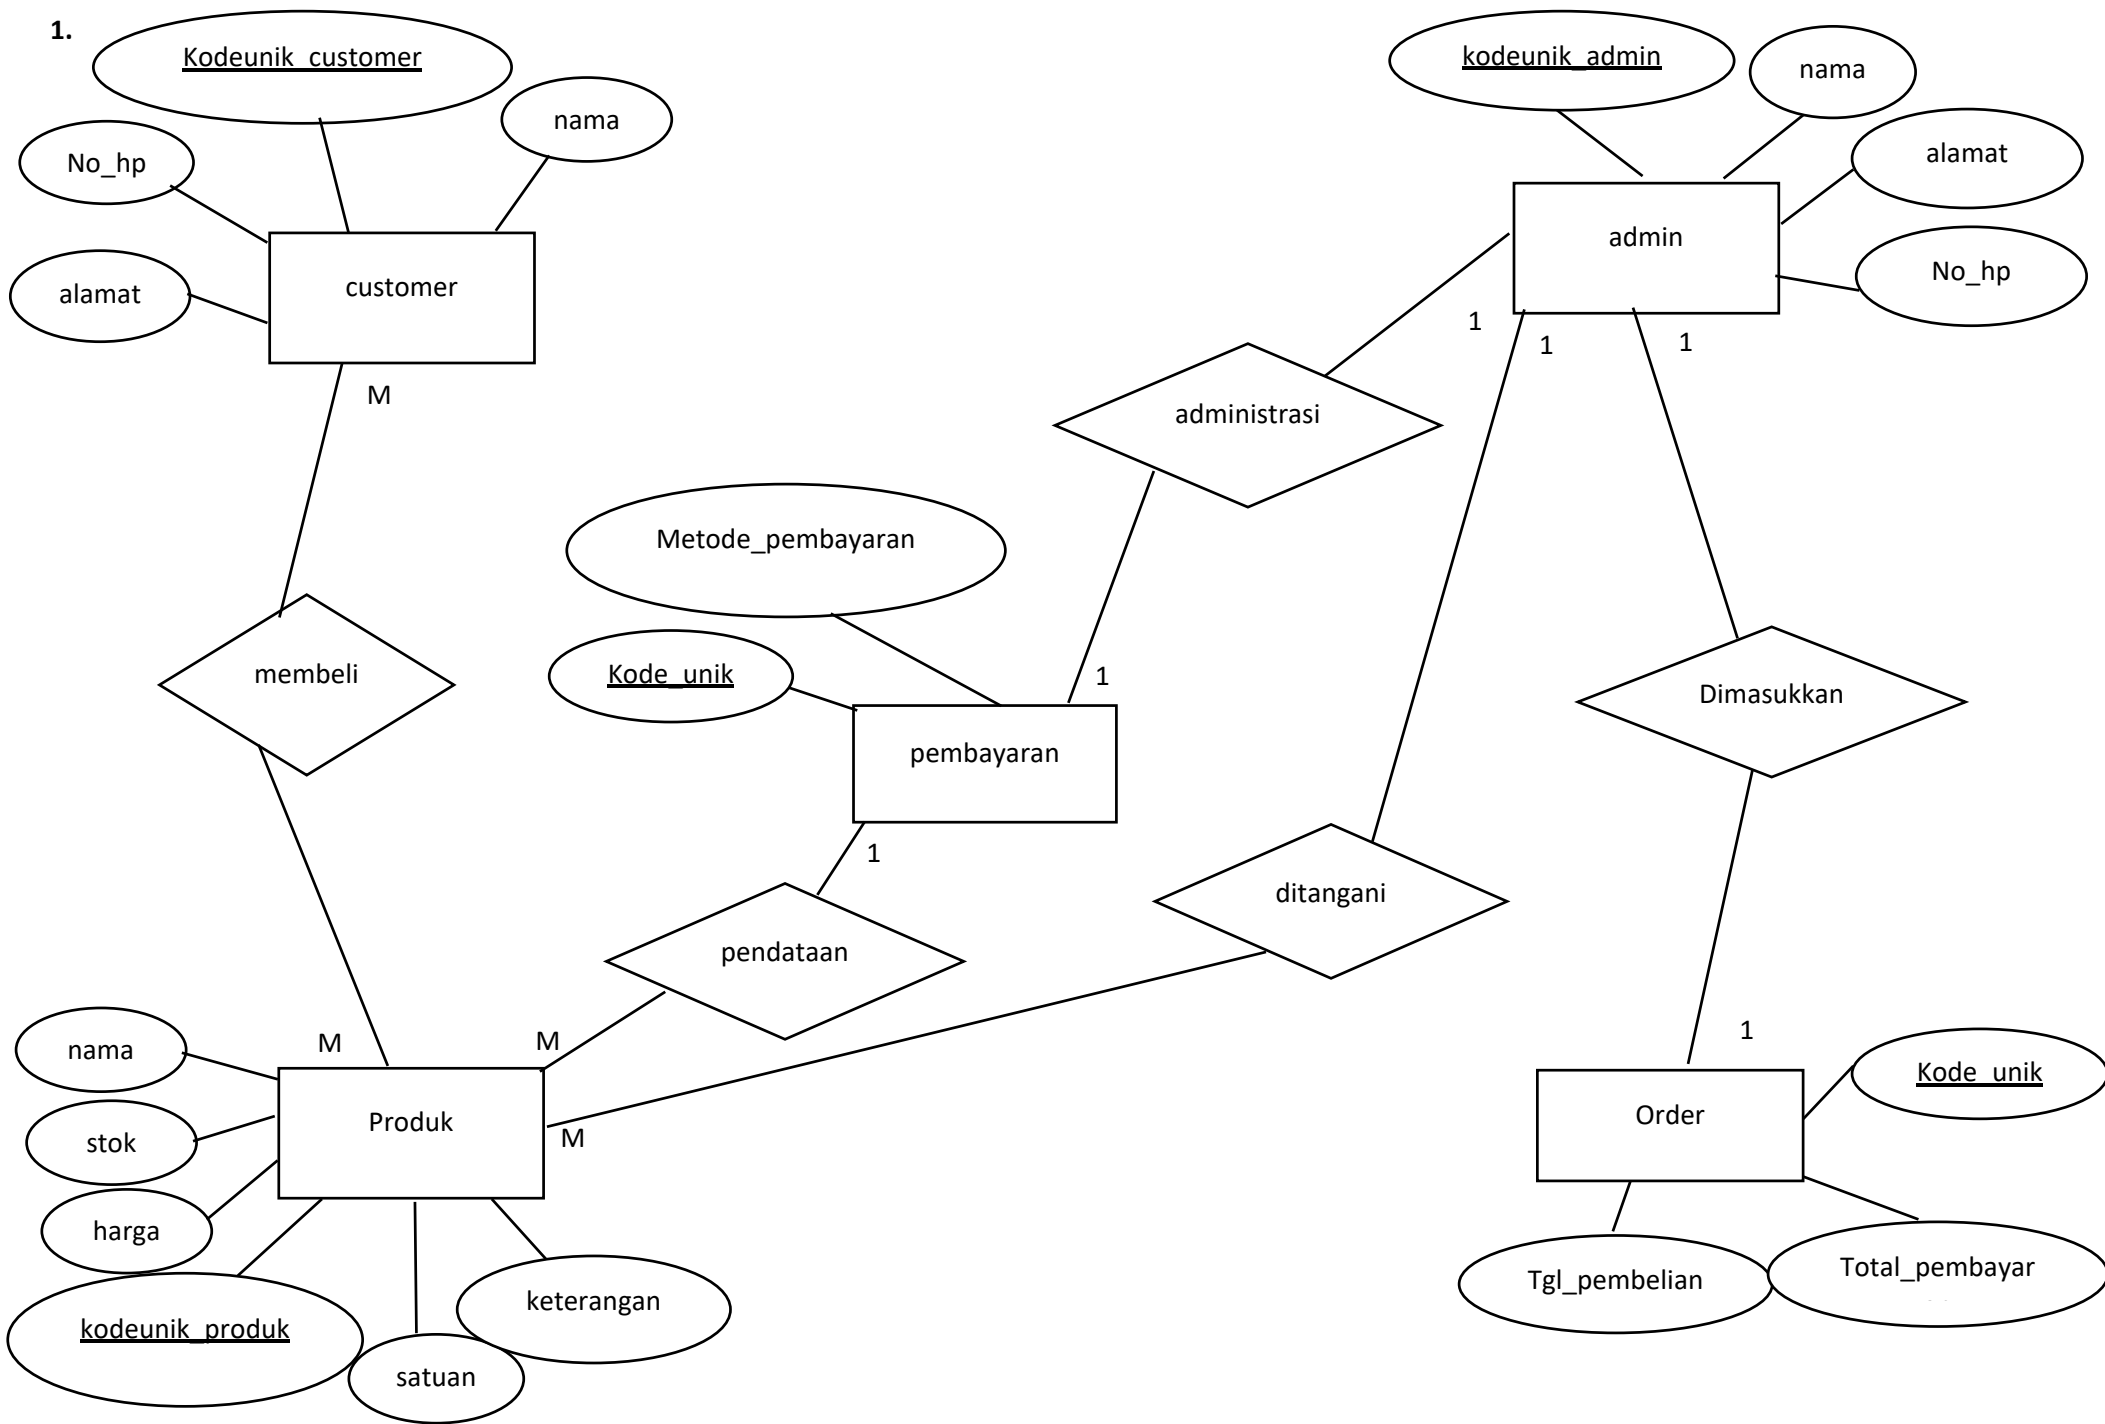 1.
Kodeunik_customer
nama
No_hp
alamat
customer
M
membeli
kodeunik_admin
nama
alamat
No_hp
admin
1
1
1
administrasi
Metode_pembayaran
Kode_unik
1
pembayaran
1
Dimasukkan
ditangani
pendataan
M
M
M
nama
stok
harga
kodeunik_produk
satuan
keterangan
Produk
1
Order
Kode_unik
Tgl_pembelian
Total_pembayar